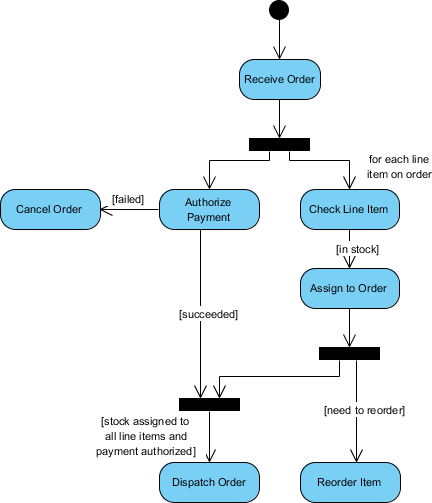 Receive Order
for each line
item on order
[failed]
Cancel Order
Authorize
Payment
Check Line Item
[in stock]
Assign to Order
[succeeded]
[stock assigned to
all line items and
payment authorized]
[need to reorder]
Dispatch Order
Reorder Item